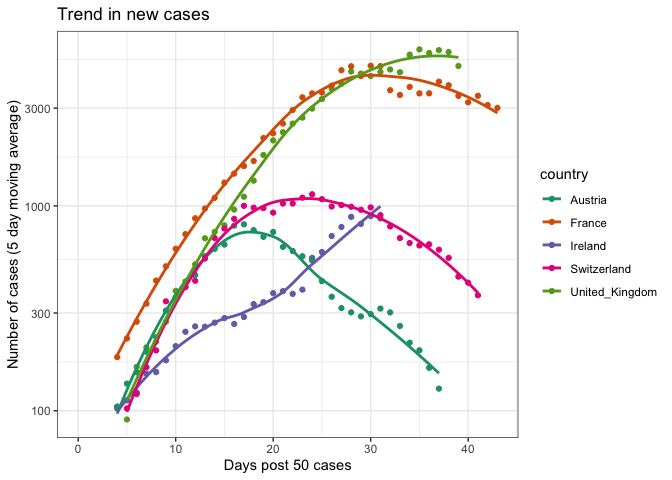 Trend in new cases
Number of cases (5 day moving average)
3000
1000
300
100
0
10
20
30
40
Days post 50 cases
country
Austria
France
Ireland
Switzerland
United_Kingdom